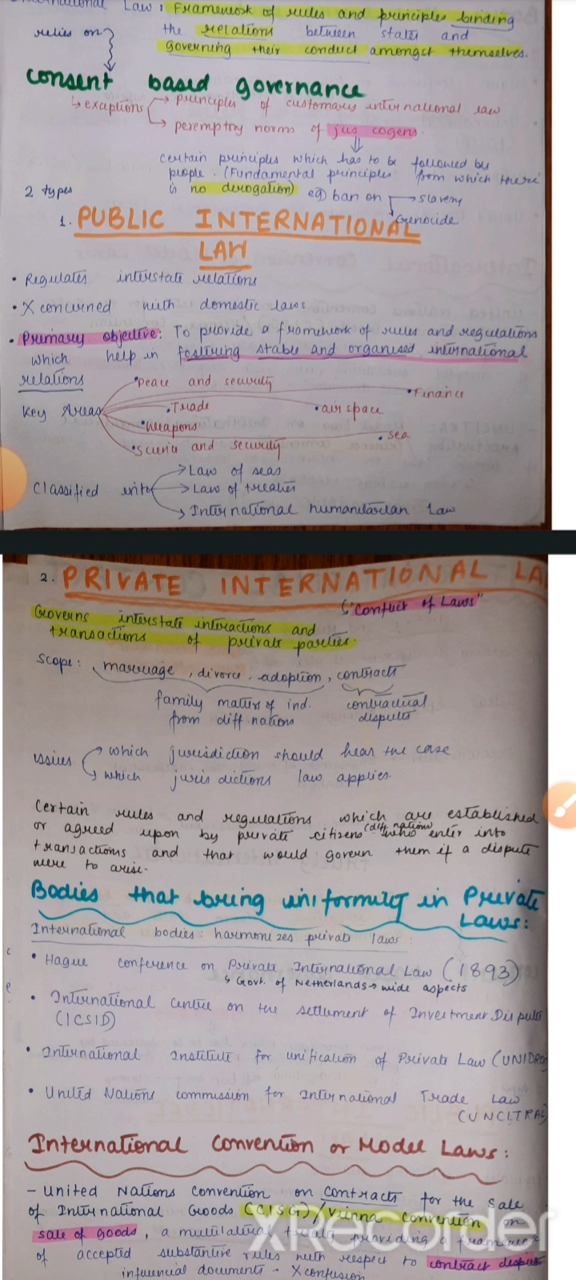 Law : Framework of rules and principles binding
relies on
the relations between states and
governing their conduct amongst themselves.
consent based governance
↳ exaptions → principles of customary international law
↳ peremptry norms of jus cogens
certain principles which has to be followed by
people. (Fundamental principles from which there
is no derogation) eg) ban on → slavery
↳ Genocide
2 types
1. PUBLIC INTERNATIONAL
LAW
• Regulates interstate relations
• X concerned with domestic laws
• Primary objective: To provide a framework of rules and regulations
which help in fostering stable and organised international
relations
Key Areas
• Peace and security
• Finance
• Trade
• air space
• Weapons
• sea
• Science and security
Classified into
→ Law of seas
→ Law of treaties
→ International humanitarian Law
2. PRIVATE INTERNATIONAL LA
↳ "Conflict of Laws"
Governs interstate interactions and
transactions of private parties.
Scope: marriage, divorce, adoption, contracts
family matters of ind. contractual
from diff nations disputes
issues → which jurisdiction should hear the case
↳ which juris dictions law applies.
Certain rules and regulations which are established
or agreed upon by private citizens (diff nations) who enter into
transactions and that would govern them if a dispute
were to arise.
Bodies that bring uniformity in Private
Laws:
International bodies: harmonizes private laws:
• Hague conference on Private International Law (1893)
↳ Govt. of Netherlands → wide aspects
• International Centre on the settlement of Investment Dispute
(ICSID)
• International Institute for unification of Private Law (UNIDRO
• United Nations commission for International Trade Law
(UNCITRAL)
International Convention or Model Laws:
- United Nations Convention on Contracts for the Sale
of International Goods (CCISG)/Vienna convention on
sale of goods, a multilateral treaty providing a framework
of accepted substantive rules with respect to contract dispute
influencial documents - X confusion
XRecorder